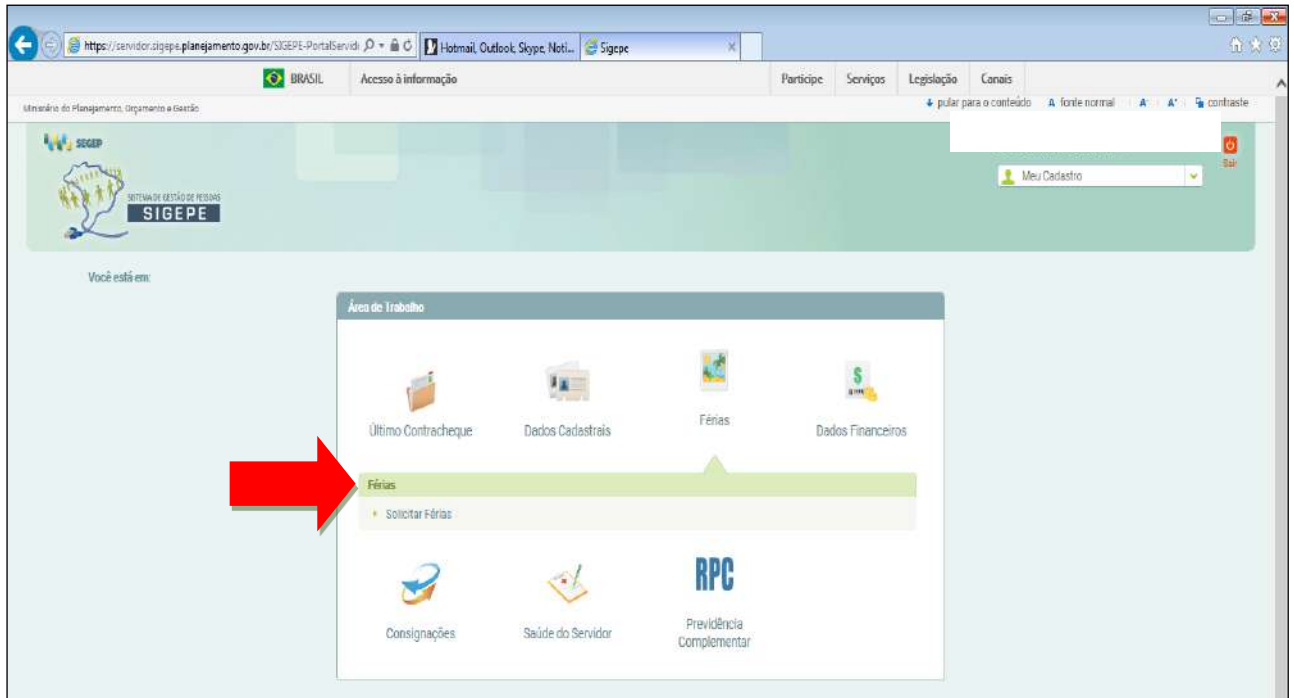 https://servidor.sigepe.planejamento.gov.br/SIGEPE-PortalServid
Hotmail, Outlook, Skype, Noti...
Sigepe
BRASIL
Acesso à informação
Participe
Serviços
Legislação
Canais
Ministério do Planejamento, Orçamento e Gestão
pular para o conteúdo
A fonte normal
A-
A+
contraste
SEGEP
SISTEMA DE GESTÃO DE PESSOAS
SIGEPE
Sair
Meu Cadastro
Você está em:
Área de Trabalho
Último Contracheque
Dados Cadastrais
Férias
Dados Financeiros
Férias
Solicitar Férias
Consignações
Saúde do Servidor
RPC
Previdência
Complementar